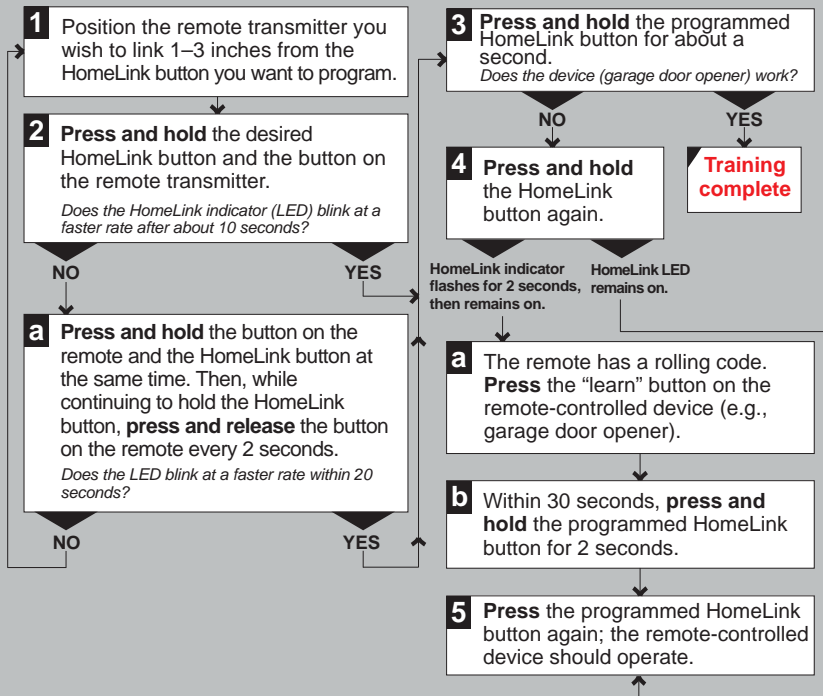 1 Position the remote transmitter you
wish to link 1–3 inches from the
HomeLink button you want to program.
2 Press and hold the desired
HomeLink button and the button on
the remote transmitter.
Does the HomeLink indicator (LED) blink at a
faster rate after about 10 seconds?
NO
YES
a Press and hold the button on the
remote and the HomeLink button at
the same time. Then, while
continuing to hold the HomeLink
button, press and release the button
on the remote every 2 seconds.
Does the LED blink at a faster rate within 20
seconds?
NO
YES
3 Press and hold the programmed
HomeLink button for about a
second.
Does the device (garage door opener) work?
NO
YES
4 Press and hold
the HomeLink
button again.
Training
complete
HomeLink indicator
flashes for 2 seconds,
then remains on.
HomeLink LED
remains on.
a The remote has a rolling code.
Press the “learn” button on the
remote-controlled device (e.g.,
garage door opener).
b Within 30 seconds, press and
hold the programmed HomeLink
button for 2 seconds.
5 Press the programmed HomeLink
button again; the remote-controlled
device should operate.